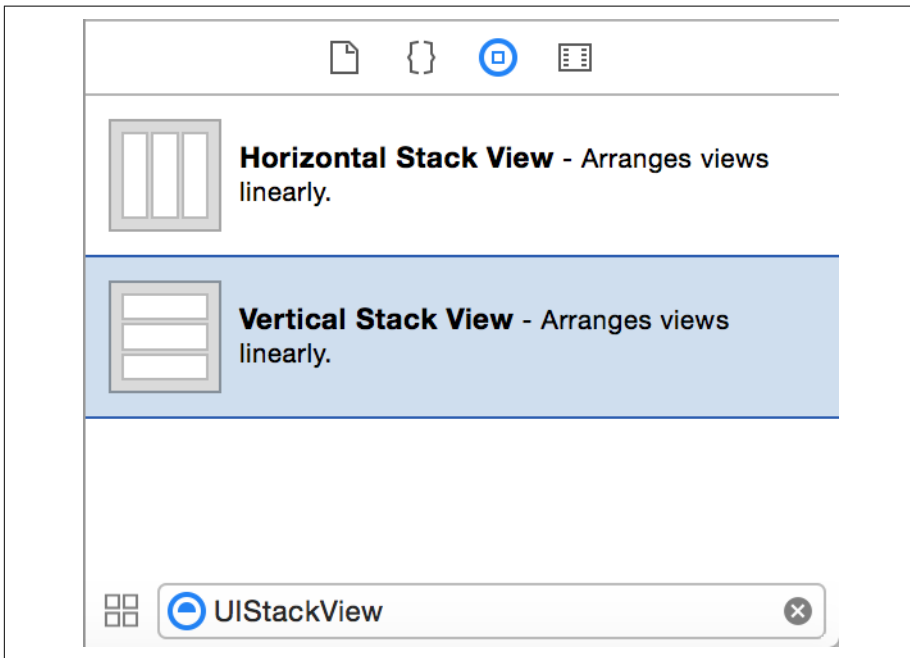 Horizontal Stack View - Arranges views
linearly.
Vertical Stack View - Arranges views
linearly.
UIStackView